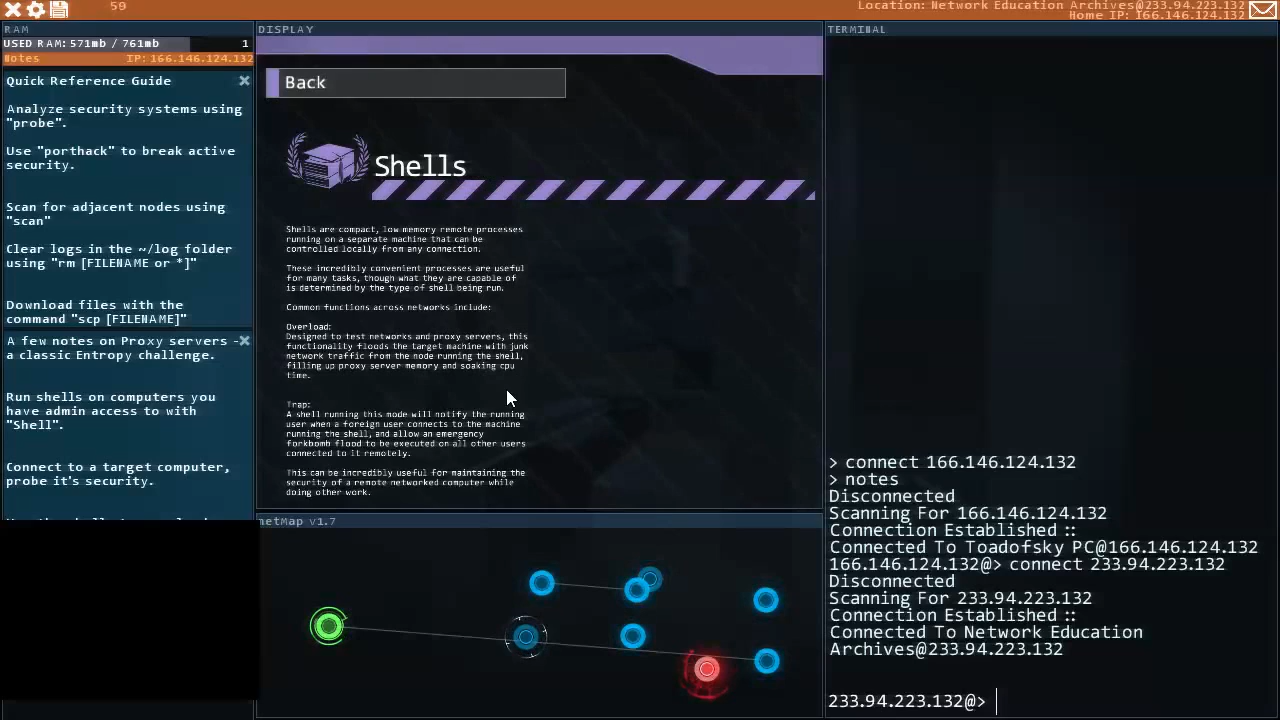 59
Location: Network Education Archives@233.94.223.132
Home IP: 166.146.124.132
RAM
USED RAM: 571mb / 761mb 1
Notes IP: 166.146.124.132
Quick Reference Guide
Analyze security systems using
"probe".
Use "porthack" to break active
security.
Scan for adjacent nodes using
"scan"
Clear logs in the ~/log folder
using "rm [FILENAME or *]"
Download files with the
command "scp [FILENAME]"
A few notes on Proxy servers -
a classic Entropy challenge.
Run shells on computers you
have admin access to with
"Shell".
Connect to a target computer,
probe it's security.
DISPLAY
Back
Shells
Shells are compact, low memory remote processes
running on a separate machine that can be
controlled locally from any connection.
These incredibly convenient processes are useful
for many tasks, though what they are capable of
is determined by the type of shell being run.
Common functions across networks include:
Overload:
Designed to test networks and proxy servers, this
functionality floods the target machine with junk
network traffic from the node running the shell,
filling up proxy server memory and soaking cpu
time.
Trap:
A shell running this mode will notify the running
user when a foreign user connects to the machine
running the shell, and allow an emergency
forkbomb flood to be executed on all other users
connected to it remotely.
This can be incredibly useful for maintaining the
security of a remote networked computer while
doing other work.
netMap v1.7
TERMINAL
> connect 166.146.124.132
> notes
Disconnected
Scanning For 166.146.124.132
Connection Established ::
Connected To Toadofsky PC@166.146.124.132
166.146.124.132@> connect 233.94.223.132
Disconnected
Scanning For 233.94.223.132
Connection Established ::
Connected To Network Education
Archives@233.94.223.132
233.94.223.132@>